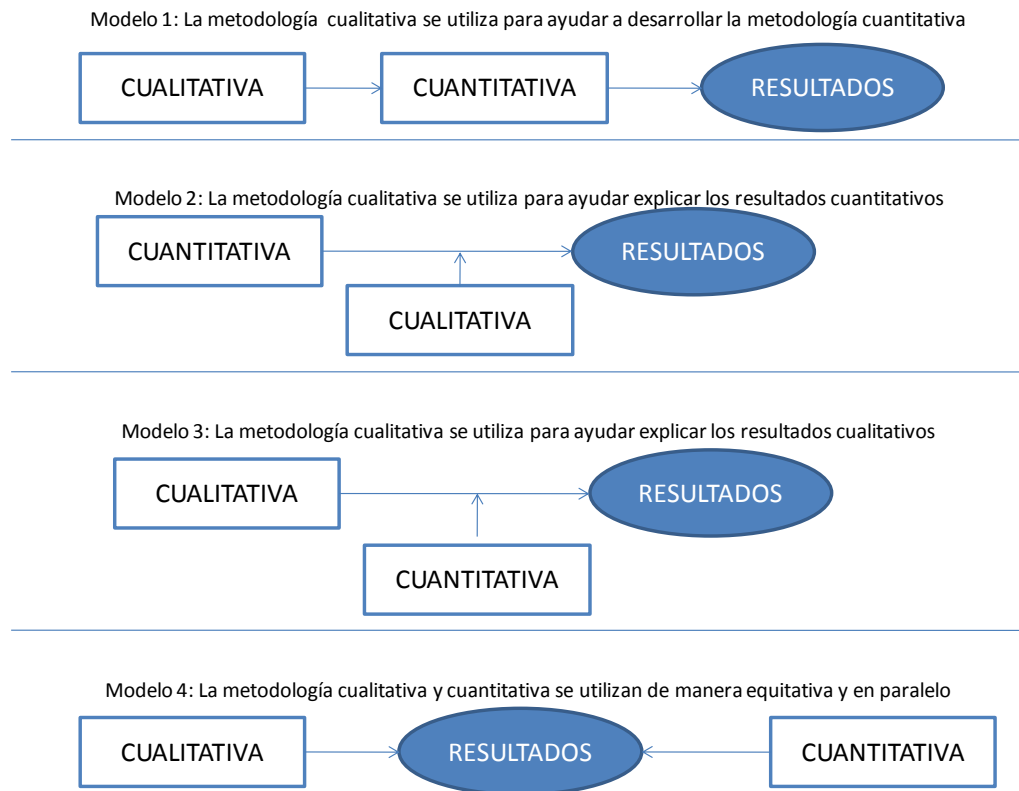 Modelo 1: La metodología cualitativa se utiliza para ayudar a desarrollar la metodología cuantitativa
CUALITATIVA
CUANTITATIVA
RESULTADOS
Modelo 2: La metodología cualitativa se utiliza para ayudar explicar los resultados cuantitativos
CUANTITATIVA
RESULTADOS
CUALITATIVA
Modelo 3: La metodología cualitativa se utiliza para ayudar explicar los resultados cualitativos
CUALITATIVA
RESULTADOS
CUANTITATIVA
Modelo 4: La metodología cualitativa y cuantitativa se utilizan de manera equitativa y en paralelo
CUALITATIVA
RESULTADOS
CUANTITATIVA